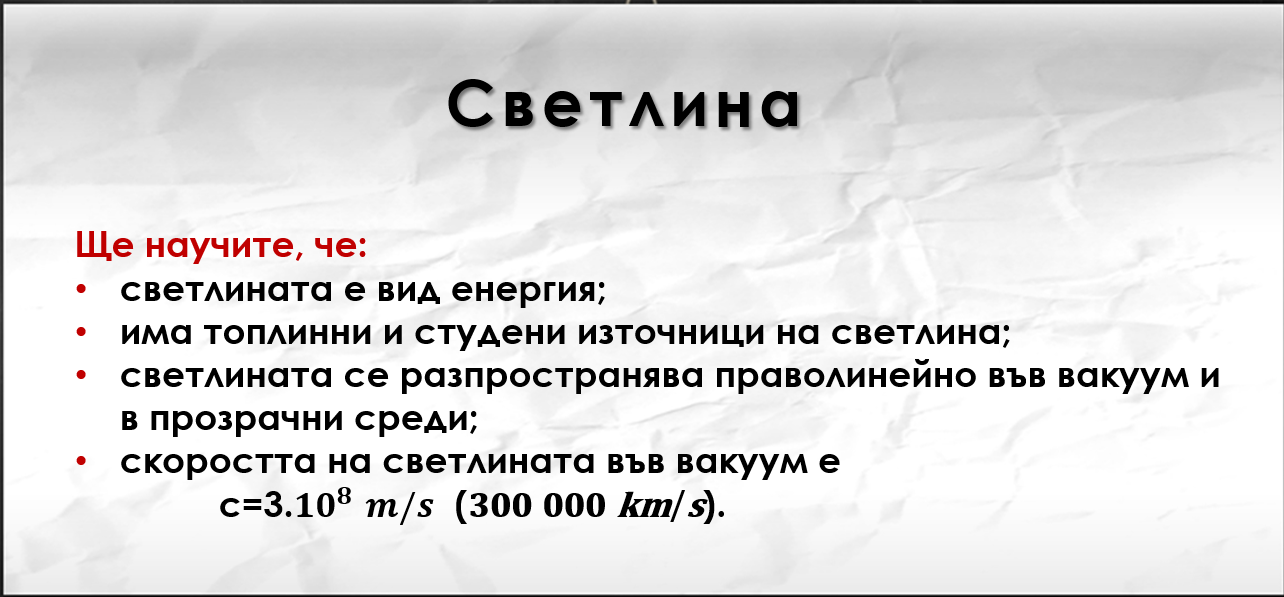 Светлина
Ще научите, че:
• светлината е вид енергия;
• има топлинни и студени източници на светлина;
• светлината се разпространява праволинейно във вакуум и
в прозрачни среди;
• скоростта на светлината във вакуум е
c=3.10⁸ m/s (300 000 km/s).